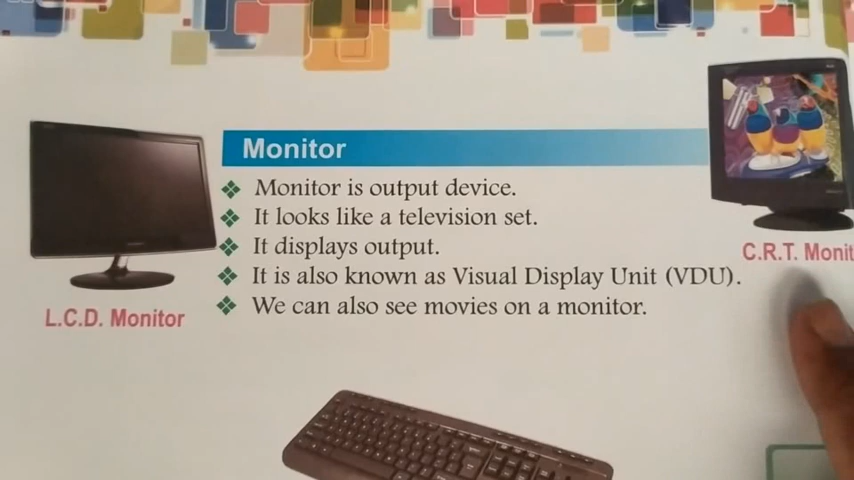 Monitor
Monitor is output device.
It looks like a television set.
It displays output.
It is also known as Visual Display Unit (VDU).
We can also see movies on a monitor.
L.C.D. Monitor
C.R.T. Monit